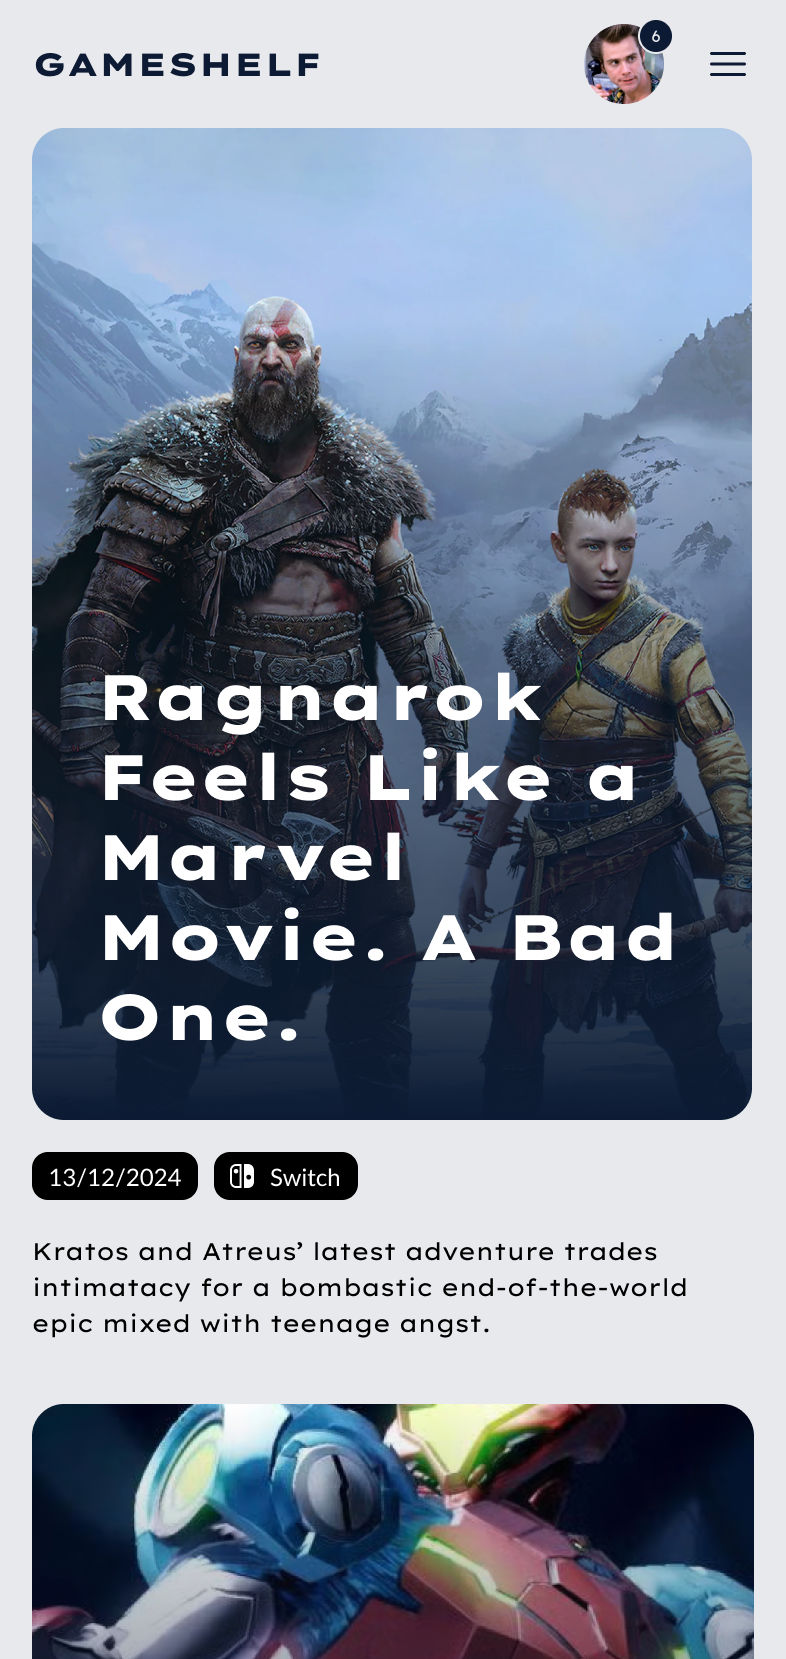 GAMESHELF
6
Ragnarok
Feels Like a
Marvel
Movie. A Bad
One.
13/12/2024
Switch
Kratos and Atreus’ latest adventure trades
intimatacy for a bombastic end-of-the-world
epic mixed with teenage angst.